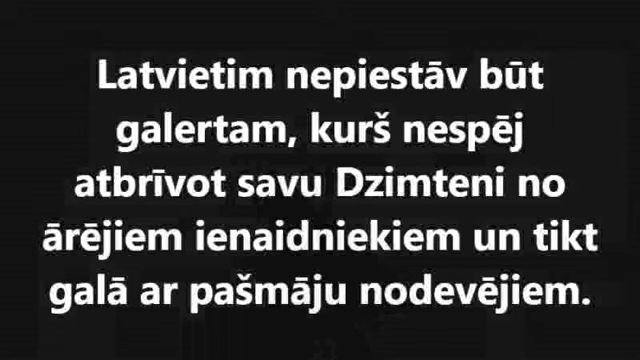 Latvietim nepiestāv būt
galertam, kurš nespēj
atbrīvot savu Dzimteni no
ārējiem ienaidniekiem un tikt
galā ar pašmāju nodevējiem.